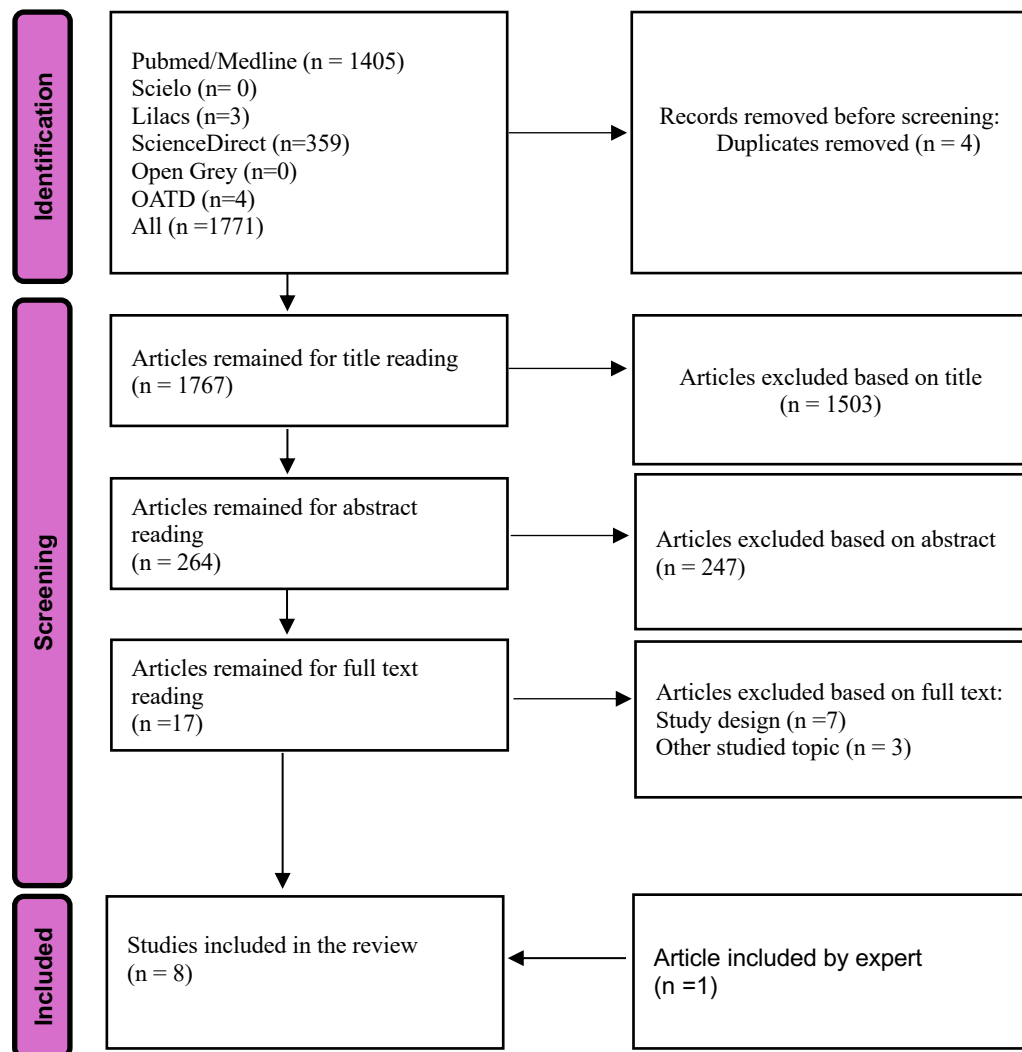 Identification
Pubmed/Medline (n = 1405)
Scielo (n= 0)
Lilacs (n=3)
ScienceDirect (n=359)
Open Grey (n=0)
OATD (n=4)
All (n =1771)
Records removed before screening:
Duplicates removed (n = 4)
Screening
Articles remained for title reading
(n = 1767)
Articles excluded based on title
(n = 1503)
Articles remained for abstract
reading
(n = 264)
Articles excluded based on abstract
(n = 247)
Articles remained for full text
reading
(n =17)
Articles excluded based on full text:
Study design (n =7)
Other studied topic (n = 3)
Included
Studies included in the review
(n = 8)
Article included by expert
(n =1)